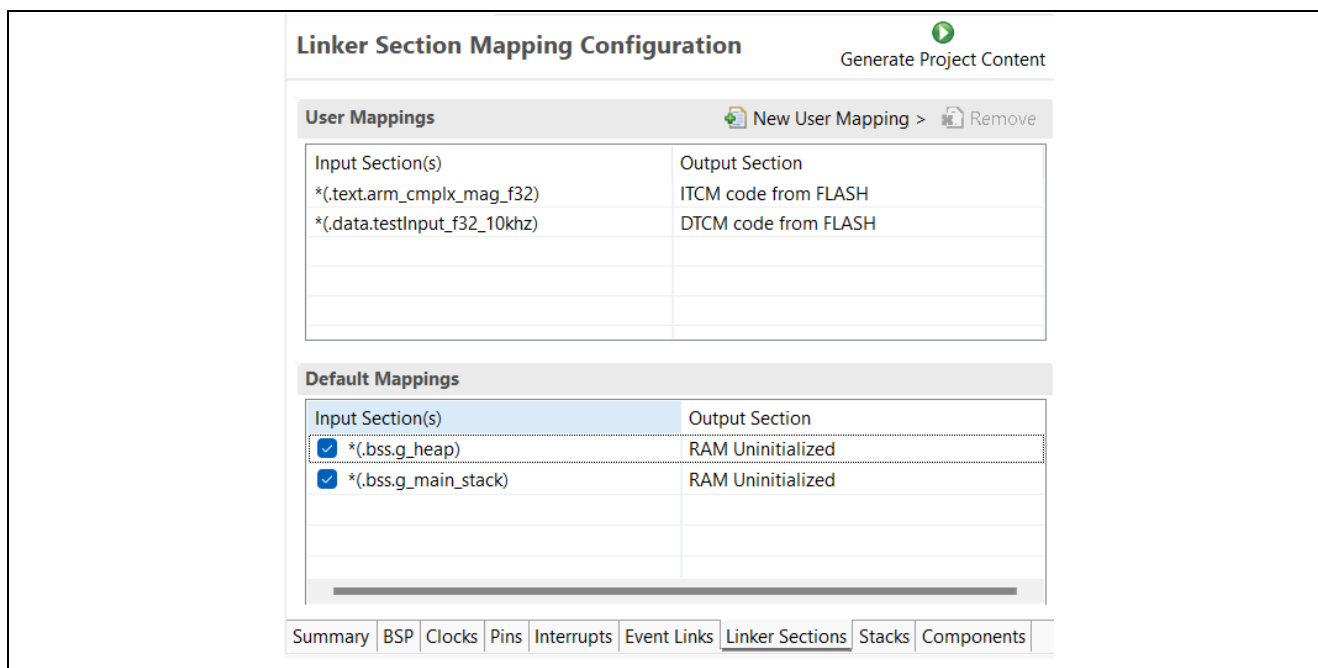 Linker Section Mapping Configuration
Generate Project Content
User Mappings New User Mapping > Remove
Input Section(s) Output Section
*(.text.arm_cmplx_mag_f32) ITCM code from FLASH
*(.data.testInput_f32_10khz) DTCM code from FLASH
Default Mappings
Input Section(s) Output Section
*(.bss.g_heap) RAM Uninitialized
*(.bss.g_main_stack) RAM Uninitialized
Summary BSP Clocks Pins Interrupts Event Links Linker Sections Stacks Components